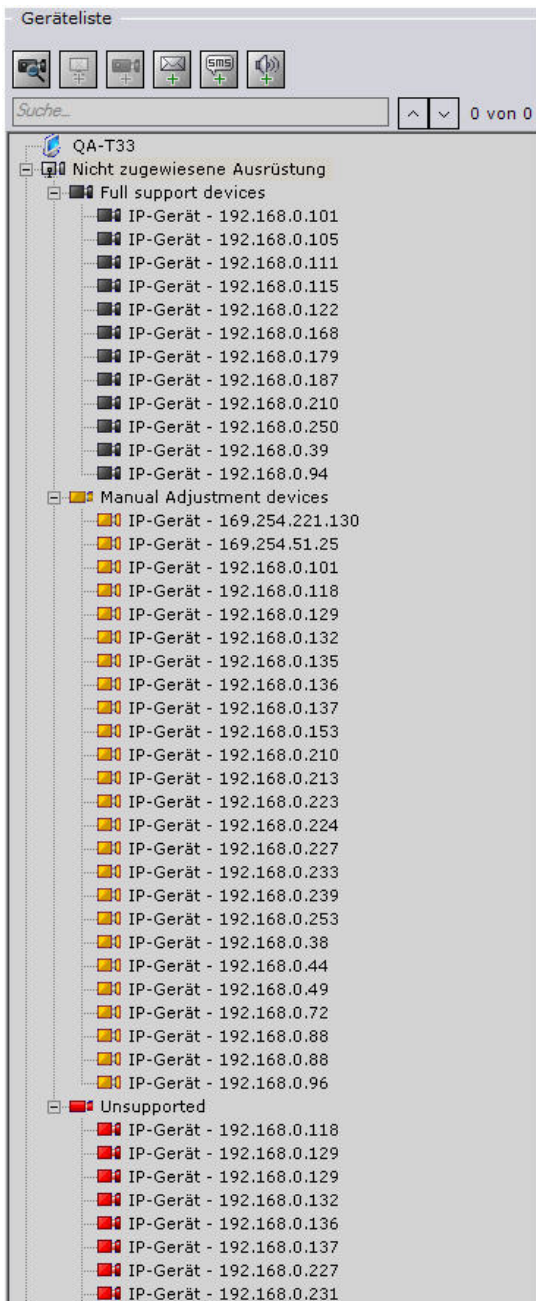 Geräteliste
SMS
Suche...
0 von 0
QA-T33
Nicht zugewiesene Ausrüstung
Full support devices
IP-Gerät - 192.168.0.101
IP-Gerät - 192.168.0.105
IP-Gerät - 192.168.0.111
IP-Gerät - 192.168.0.115
IP-Gerät - 192.168.0.122
IP-Gerät - 192.168.0.168
IP-Gerät - 192.168.0.179
IP-Gerät - 192.168.0.187
IP-Gerät - 192.168.0.210
IP-Gerät - 192.168.0.250
IP-Gerät - 192.168.0.39
IP-Gerät - 192.168.0.94
Manual Adjustment devices
IP-Gerät - 169.254.221.130
IP-Gerät - 169.254.51.25
IP-Gerät - 192.168.0.101
IP-Gerät - 192.168.0.118
IP-Gerät - 192.168.0.129
IP-Gerät - 192.168.0.132
IP-Gerät - 192.168.0.135
IP-Gerät - 192.168.0.136
IP-Gerät - 192.168.0.137
IP-Gerät - 192.168.0.153
IP-Gerät - 192.168.0.210
IP-Gerät - 192.168.0.213
IP-Gerät - 192.168.0.223
IP-Gerät - 192.168.0.224
IP-Gerät - 192.168.0.227
IP-Gerät - 192.168.0.233
IP-Gerät - 192.168.0.239
IP-Gerät - 192.168.0.253
IP-Gerät - 192.168.0.38
IP-Gerät - 192.168.0.44
IP-Gerät - 192.168.0.49
IP-Gerät - 192.168.0.72
IP-Gerät - 192.168.0.88
IP-Gerät - 192.168.0.88
IP-Gerät - 192.168.0.96
Unsupported
IP-Gerät - 192.168.0.118
IP-Gerät - 192.168.0.129
IP-Gerät - 192.168.0.129
IP-Gerät - 192.168.0.132
IP-Gerät - 192.168.0.136
IP-Gerät - 192.168.0.137
IP-Gerät - 192.168.0.227
IP-Gerät - 192.168.0.231